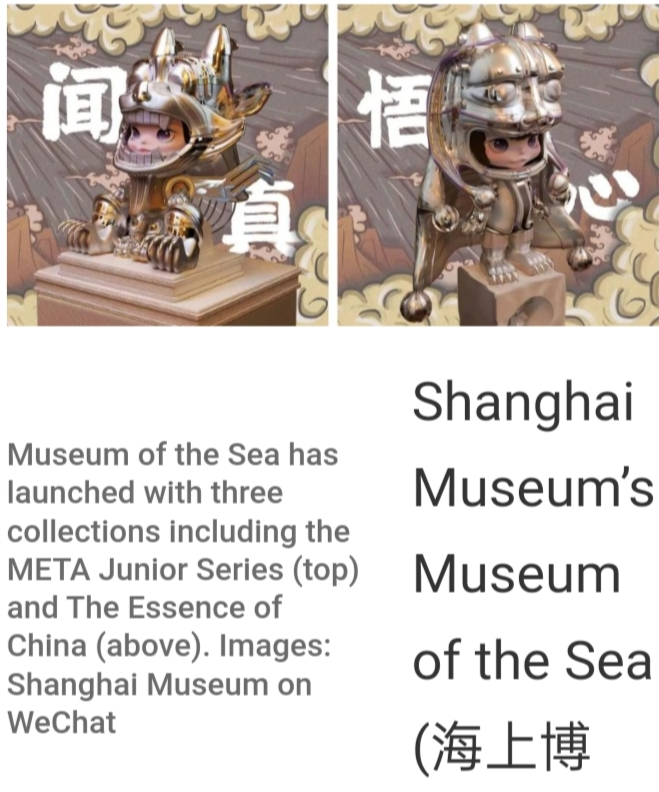 闻
真
悟
心
Museum of the Sea has
launched with three
collections including the
META Junior Series (top)
and The Essence of
China (above). Images:
Shanghai Museum on
WeChat
Shanghai
Museum’s
Museum
of the Sea
(海上博